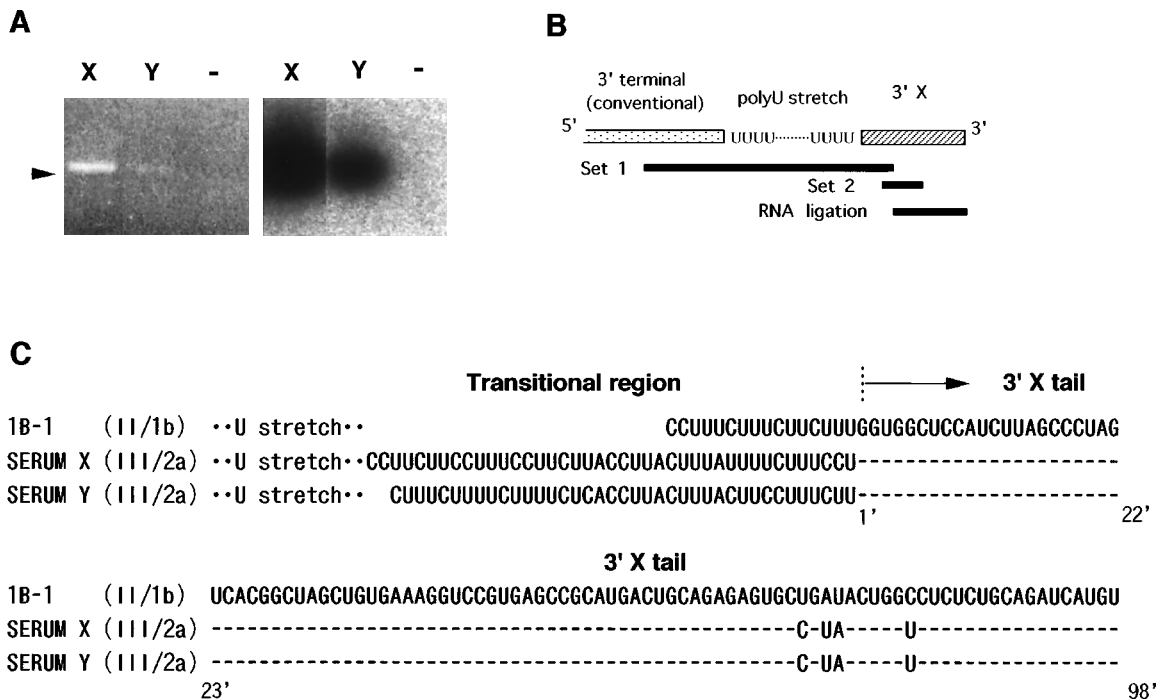 A
X Y -
X Y -
B
3' terminal
(conventional)
polyU stretch
3' X
5'
UUUU········UUUU
3'
Set 1
Set 2
RNA ligation
C
Transitional region
3' X tail
1B-1 (II/1b) ··U stretch·· CCUUUCUUUCUUCUUUGGUGGCUCCAUCUUAGCCCUAG
SERUM X (III/2a) ··U stretch··CCUUCUUCCUUUCCUUCUUACCUUACUUUAUUUUCUUUCCU----------------------
SERUM Y (III/2a) ··U stretch·· CUUUCUUUUCUUUUCUCACCUUACUUUACUUCCUUUCUU----------------------
1' 22'
3' X tail
1B-1 (II/1b) UCACGGCUAGCUGUGAAAGGUCCGUGAGCCGCAUGACUGCAGAGAGUGCUGAUACUGGCCUCUCUGCAGAUCAUGU
SERUM X (III/2a) -------------------------------------------------C-UA-----U-----------------
SERUM Y (III/2a) -------------------------------------------------C-UA-----U-----------------
23' 98'